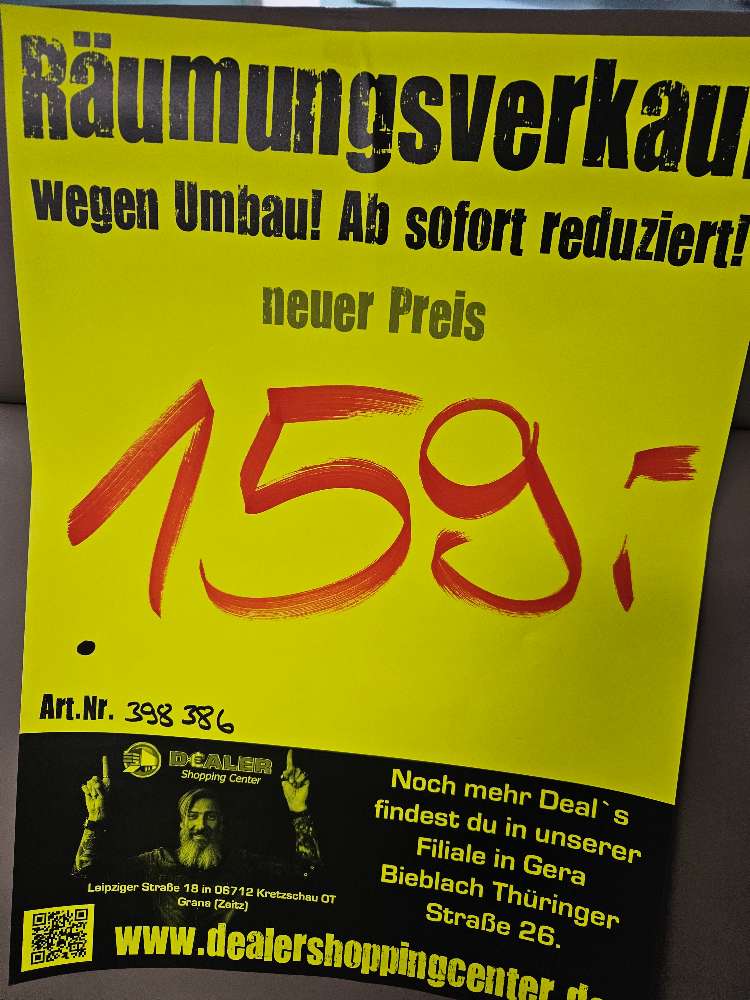 Räumungsverkau
wegen Umbau! Ab sofort reduziert!
neuer Preis
159,-
Art.Nr. 398 386
DEALER
Shopping Center
Leipziger Straße 18 in 06712 Kretzschau OT
Grana (Zeitz)
Noch mehr Deal`s
findest du in unserer
Filiale in Gera
Bieblach Thüringer
Straße 26.
www.dealershoppingcenter.de